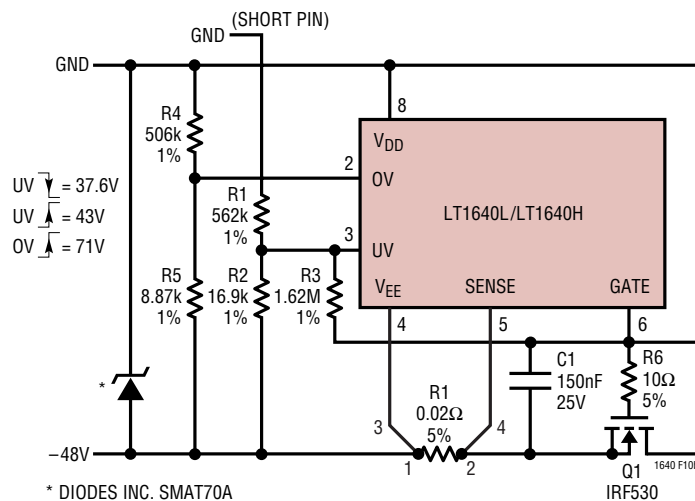 (SHORT PIN)
GND
GND
R4
506k
1%
8
V_DD
2
OV
UV = 37.6V
UV = 43V
OV = 71V
R1
562k
1%
LT1640L/LT1640H
3
UV
R5
8.87k
1%
R2
16.9k
1%
R3
1.62M
1%
V_EE
SENSE
GATE
4
5
6
C1
150nF
25V
R6
10Ω
5%
*
R1
0.02Ω
5%
3
4
–48V
1
2
Q1
IRF530
* DIODES INC. SMAT70A